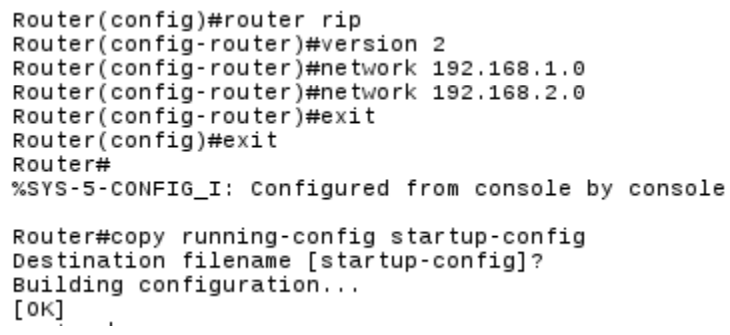 Router(config)#router rip
Router(config-router)#version 2
Router(config-router)#network 192.168.1.0
Router(config-router)#network 192.168.2.0
Router(config-router)#exit
Router(config)#exit
Router#
%SYS-5-CONFIG_I: Configured from console by console
Router#copy running-config startup-config
Destination filename [startup-config]?
Building configuration...
[OK]